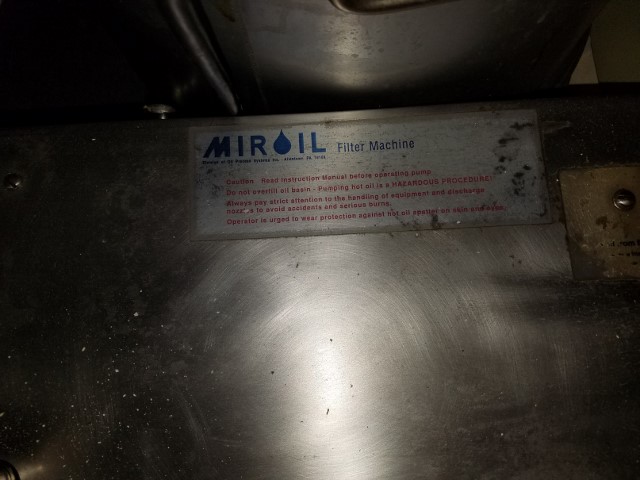 MIROIL Filter Machine
Caution - Read Instruction Manual before operating pump
Do not overfill oil basin - Pumping hot oil is a HAZARDOUS PROCEDURE!
Always pay strict attention to the handling of equipment and discharge
nozzle to avoid accidents and serious burns.
Operator is urged to wear protection against hot oil spatter on skin and eyes.